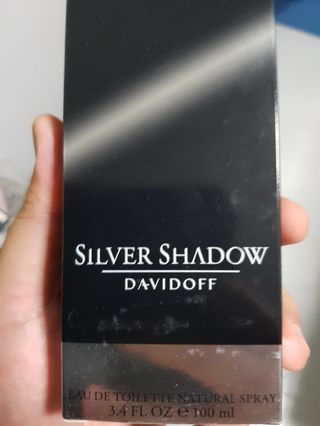 SILVER SHADOW
DAVIDOFF
EAU DE TOILETTE NATURAL SPRAY
3.4 FL OZ ℮ 100 ml